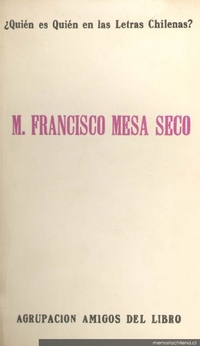 ¿Quién es Quién en las Letras Chilenas?
M. FRANCISCO MESA SECO
AGRUPACION AMIGOS DEL LIBRO
memoriachilena.cl